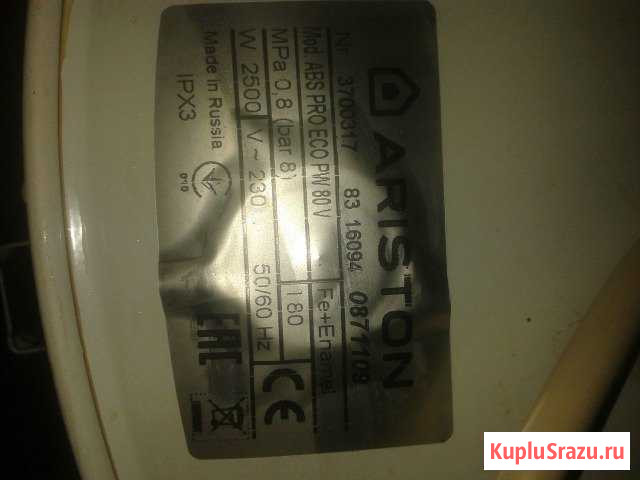 ARISTON
Nr. 3700317 83 16094 0871109
Mod. ABS PRO ECO PW 80 V Fe+Enamel
MPa 0,8 (bar 8) l 80
W 2500 V ~ 230 50/60 Hz
Made in Russia
IPX3
EAC CE
KupluSrazu.ru